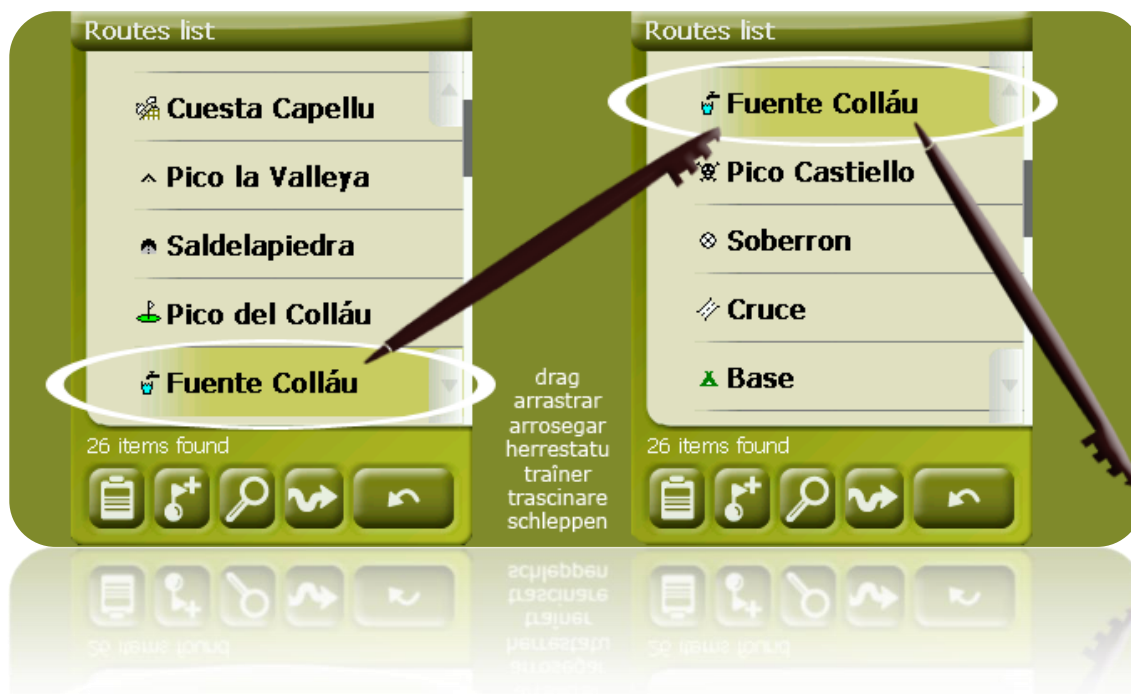 Routes list
Cuesta Capellu
Pico la Valleya
Saldelapiedra
Pico del Colláu
Fuente Colláu
26 items found
drag
arrastrar
arrosegar
herrestatu
traîner
trascinare
schleppen
Routes list
Fuente Colláu
Pico Castiello
Soberron
Cruce
Base
26 items found